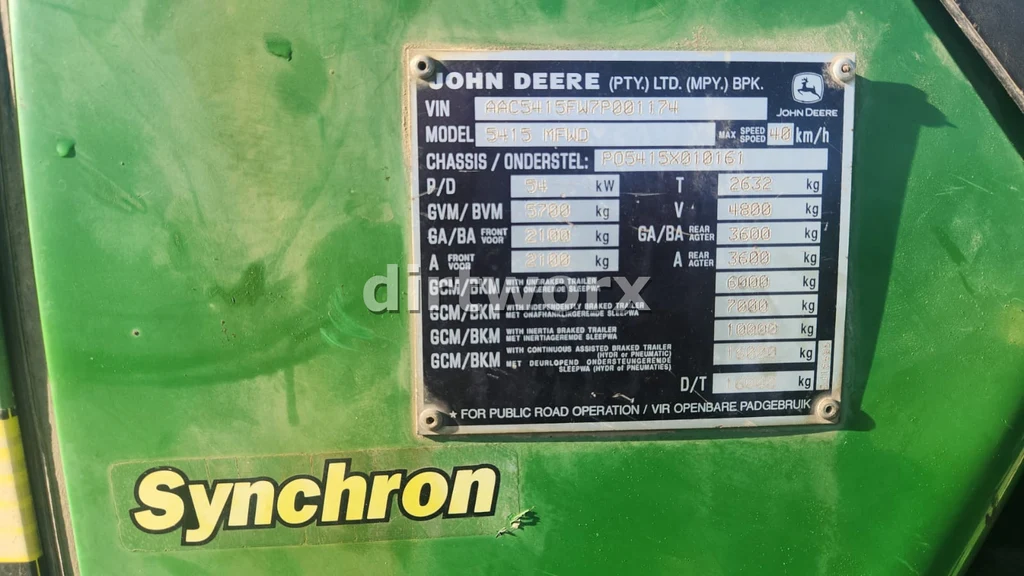 JOHN DEERE (PTY.) LTD. (MPY.) BPK.
VIN AAC5415FW7P001174 JOHN DEERE
MODEL 5415 MFWD MAX SPEED SPOED 40 km/h
CHASSIS / ONDERSTEL: PO5415X010161
P/D 54 kW T 2632 kg
GVM/BVM 5700 kg V 4800 kg
GA/BA FRONT VOOR 2100 kg GA/BA REAR AGTER 3600 kg
A FRONT VOOR 2100 kg A REAR AGTER 3600 kg
dirtworx
GCM/BKM WITH UNBRAKED TRAILER MET ONGEREMDE SLEEPWA 6000 kg
GCM/BKM WITH INDEPENDENTLY BRAKED TRAILER MET ONAFHANKLIKGEREMDE SLEEPWA 7000 kg
GCM/BKM WITH INERTIA BRAKED TRAILER MET INERTIAGEREMDE SLEEPWA 10000 kg
GCM/BKM WITH CONTINUOUS ASSISTED BRAKED TRAILER (HYDR or PNEUMATIC) MET DEURLOPEND ONDERSTEUNGERENDE SLEEPWA (HYDR of PNEUMATIES) kg
D/T kg
* FOR PUBLIC ROAD OPERATION / VIR OPENBARE PADGEBRUIK
Synchron